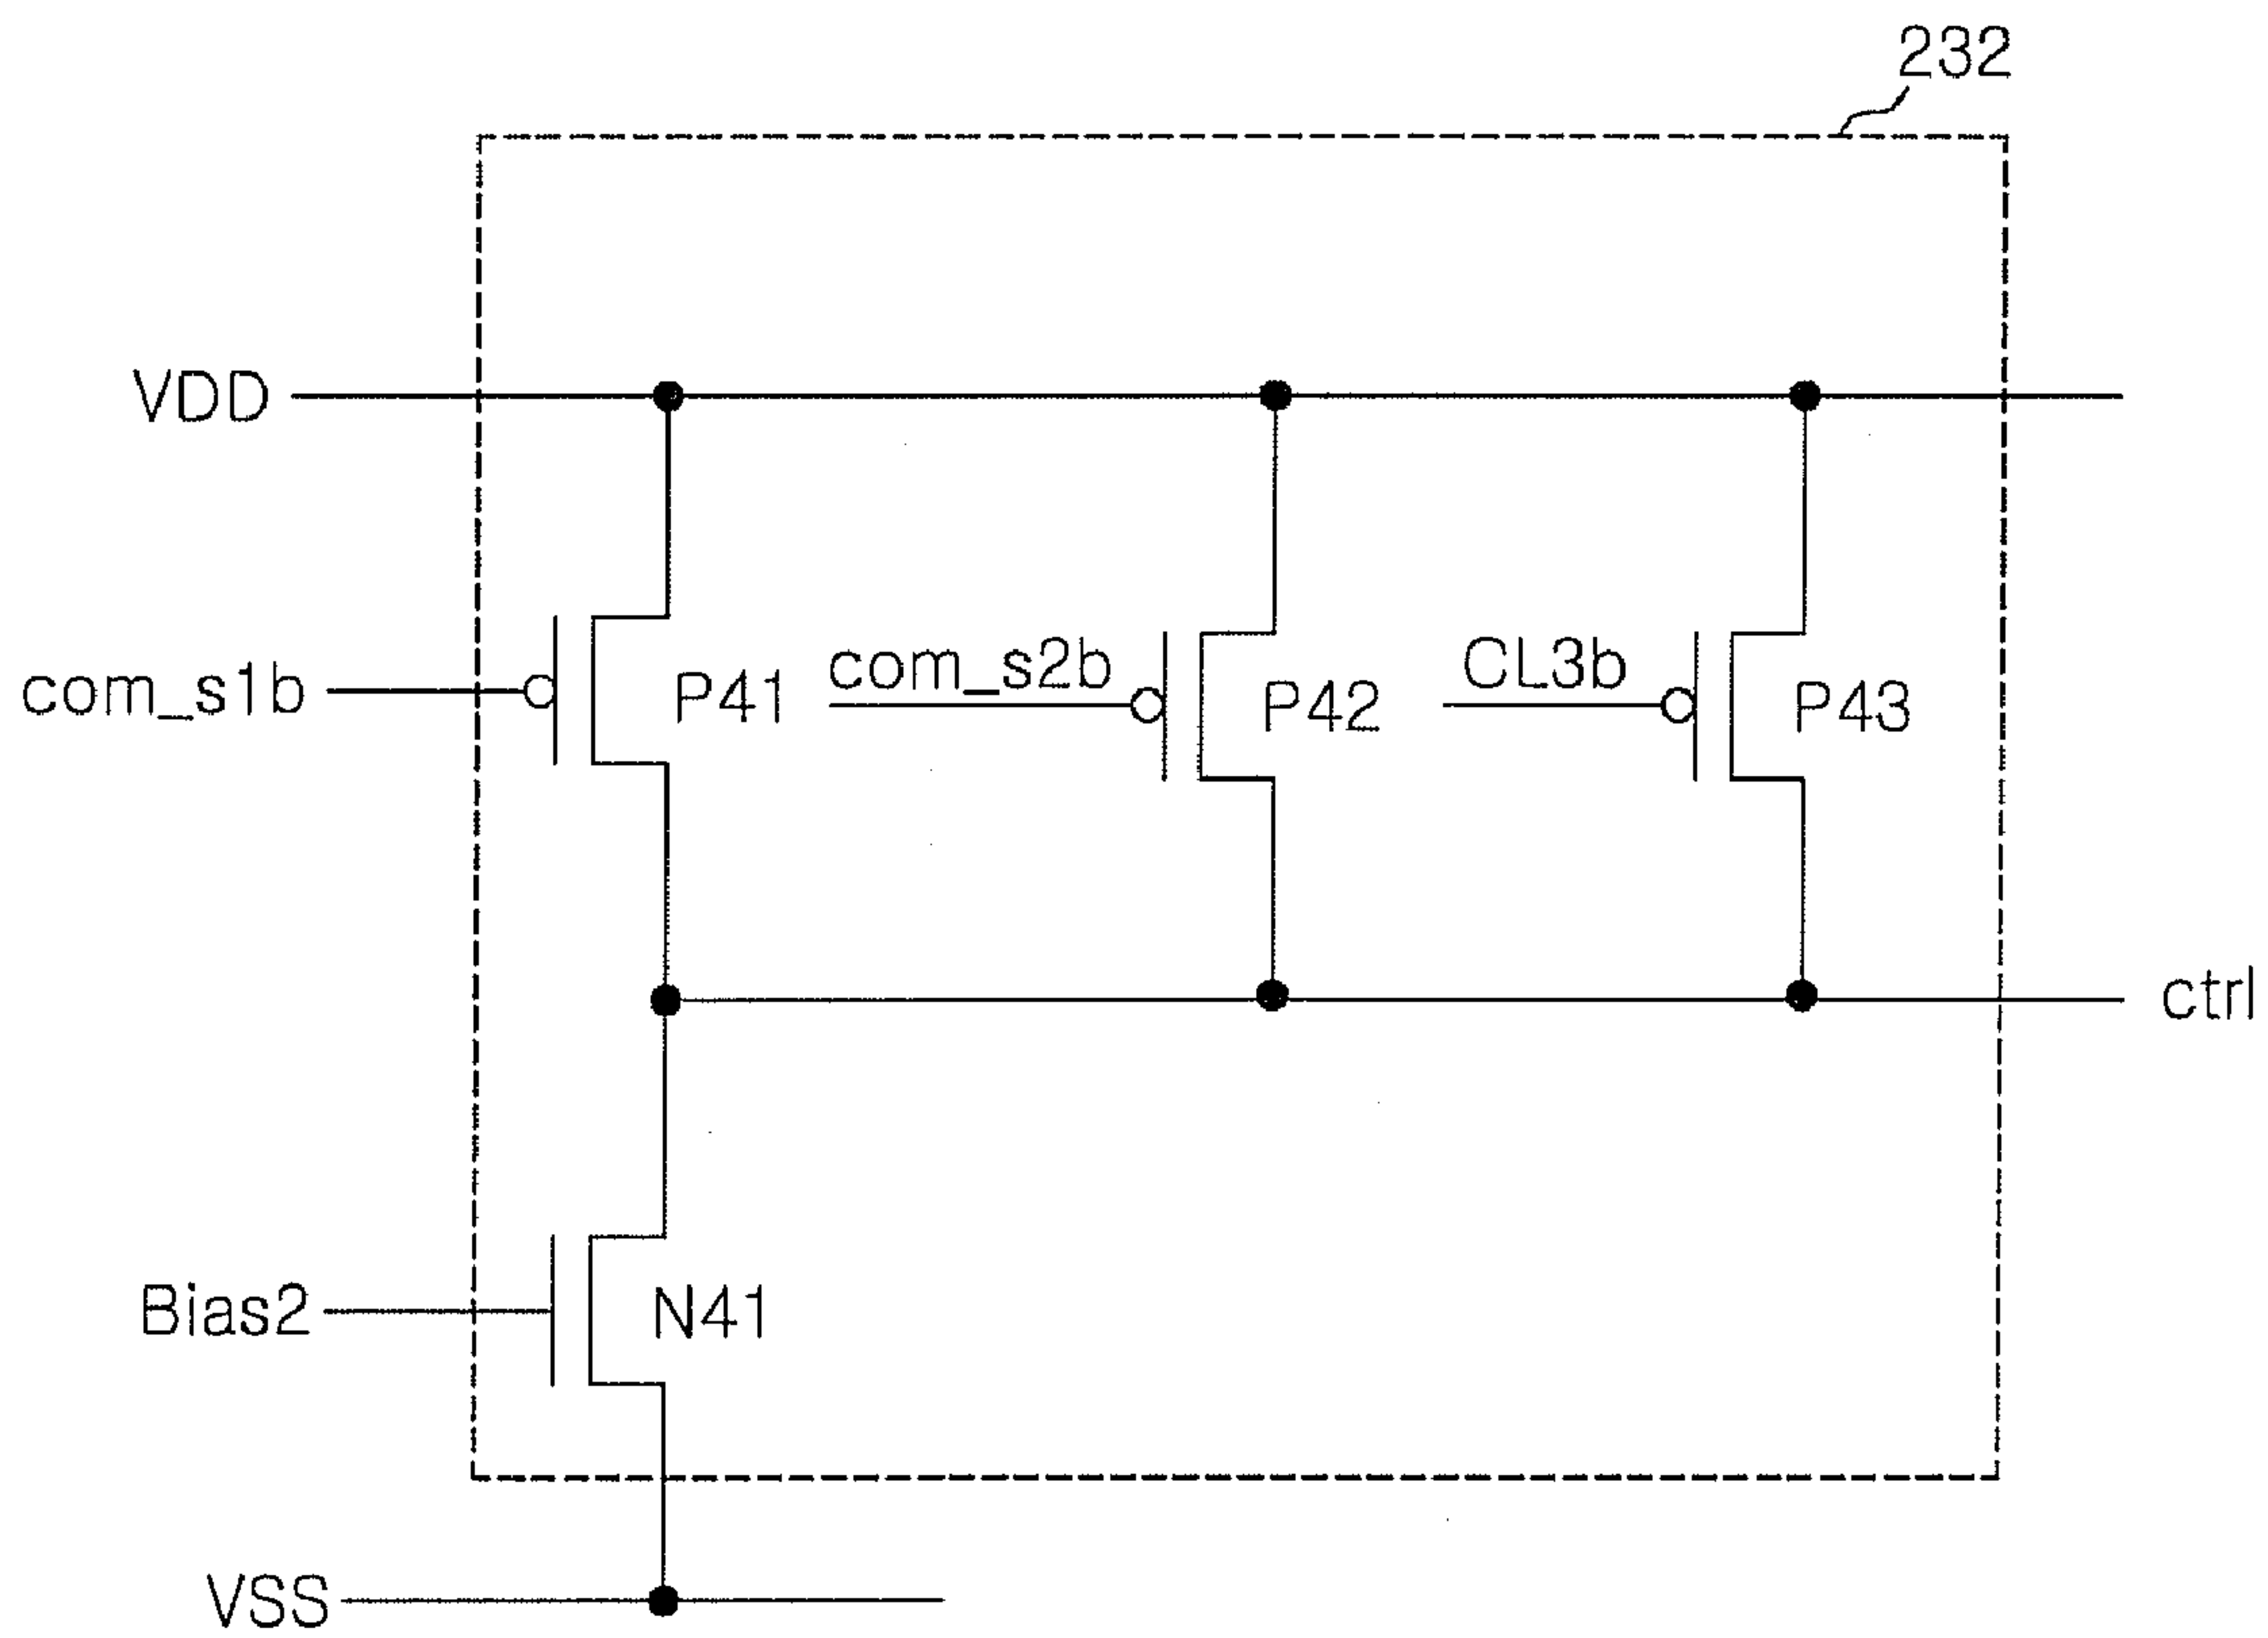 232
VDD
com_s1b
P41
com_s2b
P42
CL3b
P43
ctrl
Bias2
N41
VSS